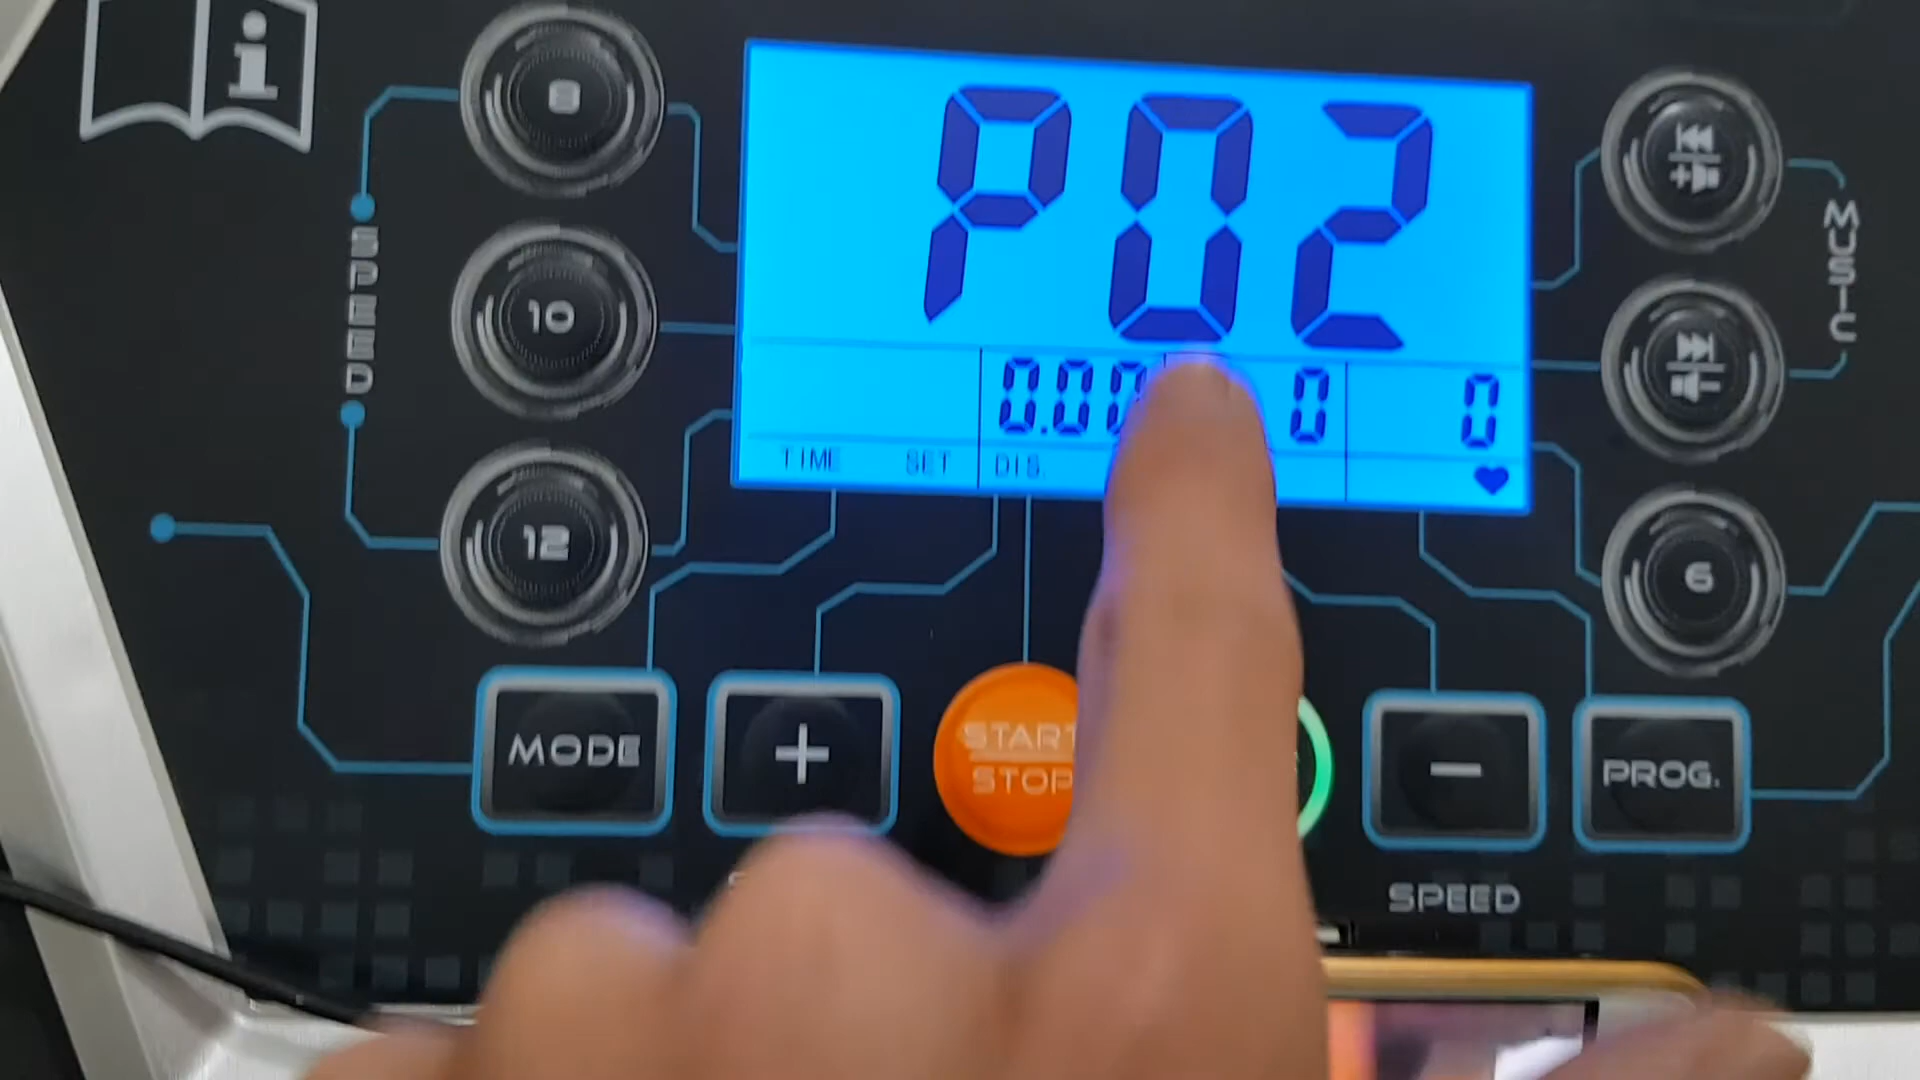 i
8
10
12
SPEED
P02
0.00
0
0
TIME
SET
DIS.
MUSIC
6
MODE
+
START
STOP
−
PROG.
SPEED